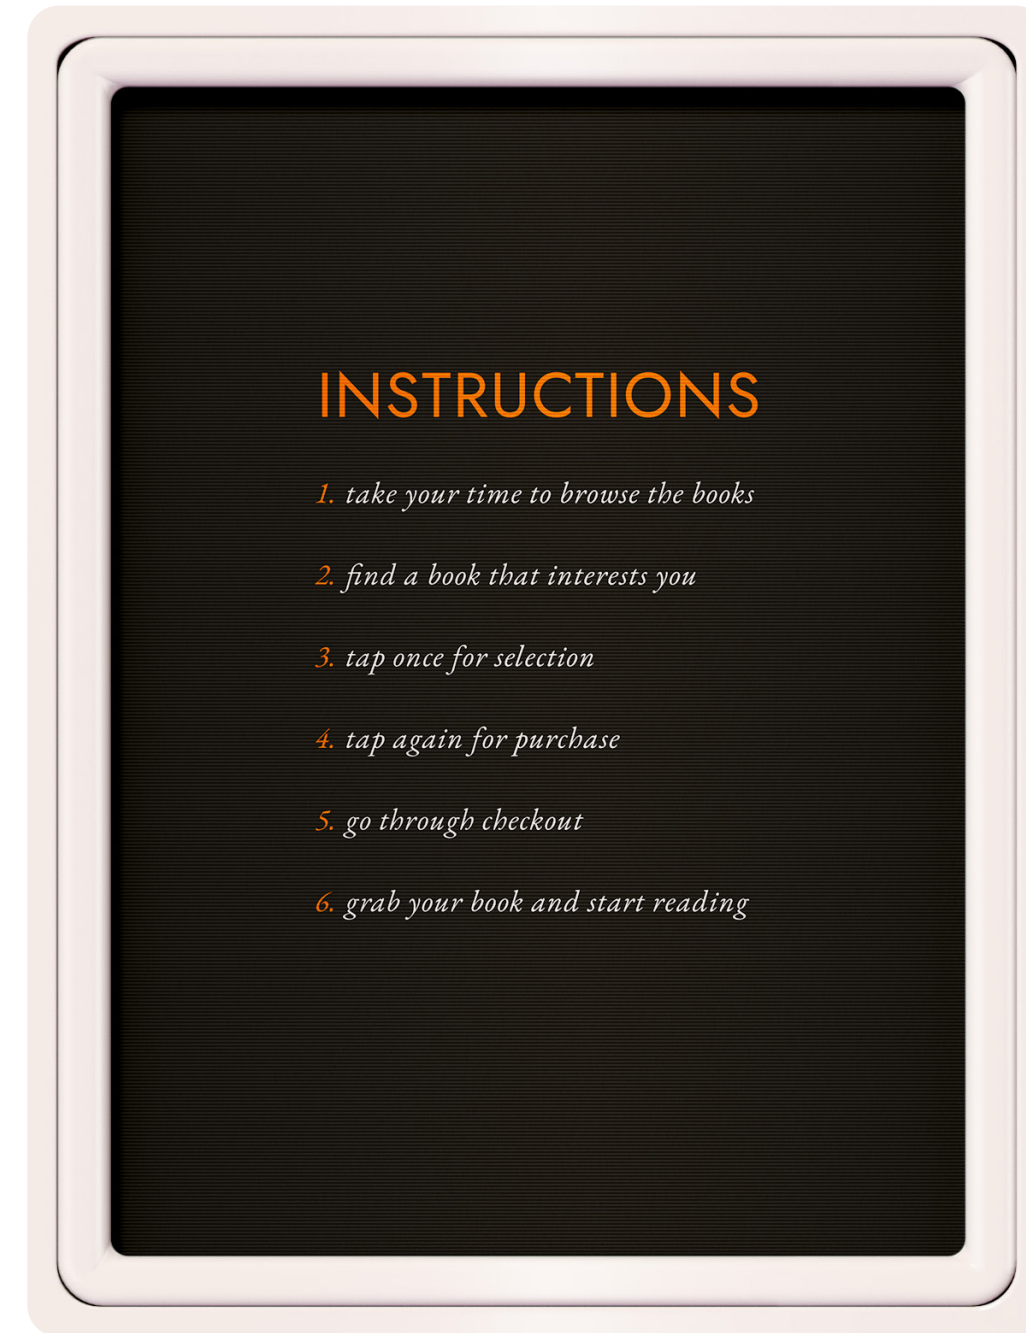 INSTRUCTIONS
1. take your time to browse the books
2. find a book that interests you
3. tap once for selection
4. tap again for purchase
5. go through checkout
6. grab your book and start reading